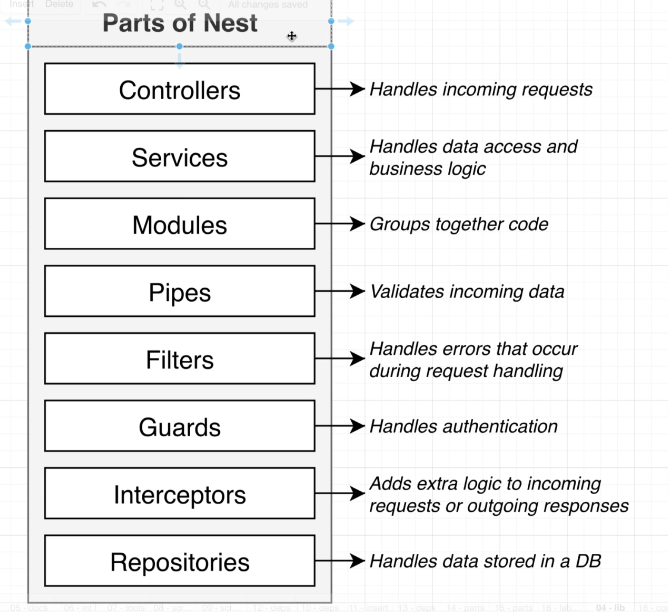 Insert Delete All changes saved
Parts of Nest
Controllers
Handles incoming requests
Services
Handles data access and
business logic
Modules
Groups together code
Pipes
Validates incoming data
Filters
Handles errors that occur
during request handling
Guards
Handles authentication
Interceptors
Adds extra logic to incoming
requests or outgoing responses
Repositories
Handles data stored in a DB
04 - lib